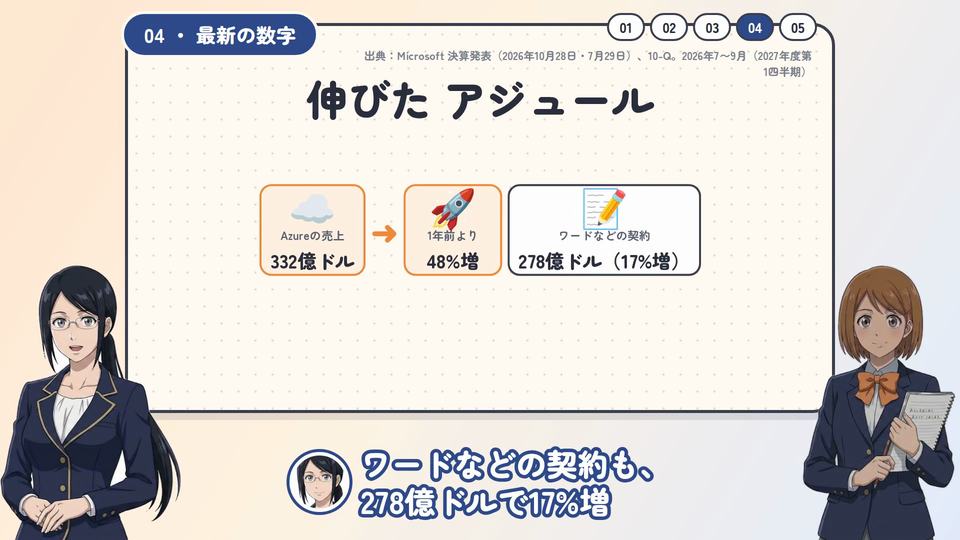 04 ・ 最新の数字
01 02 03 04 05
出典：Microsoft 決算発表（2026年10月28日・7月29日）、10-Q。2026年7〜9月（2027年度第
1四半期）
伸びた アジュール
Azureの売上
332億ドル
1年前より
48%増
ワードなどの契約
278億ドル（17%増）
ワードなどの契約も、
278億ドルで17%増